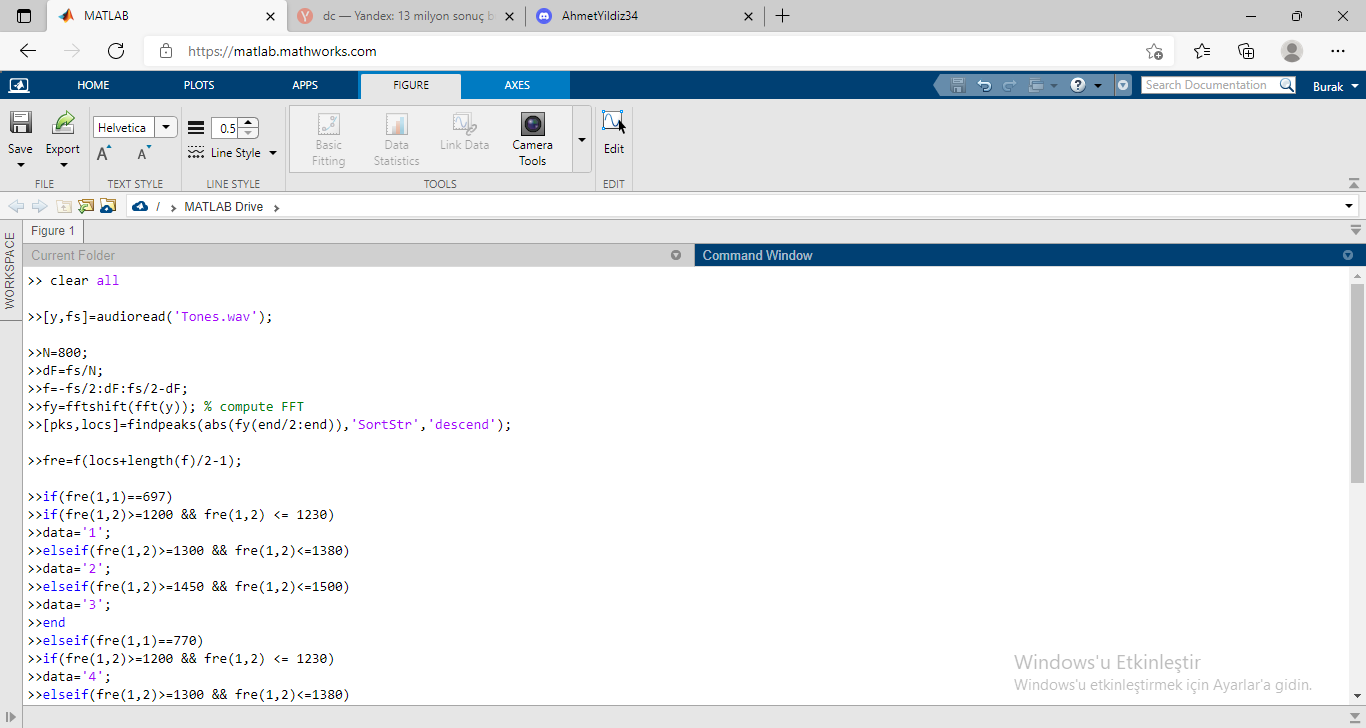 MATLAB
dc — Yandex: 13 milyon sonuç b
AhmetYildiz34
https://matlab.mathworks.com
HOME
PLOTS
APPS
FIGURE
AXES
Search Documentation
Burak
Save
Export
FILE
Helvetica
A
A
TEXT STYLE
0.5
Line Style
LINE STYLE
Basic Fitting
Data Statistics
Link Data
Camera Tools
TOOLS
Edit
EDIT
/ > MATLAB Drive >
WORKSPACE
Figure 1
Current Folder
Command Window
>> clear all
>>[y,fs]=audioread('Tones.wav');
>>N=800;
>>dF=fs/N;
>>f=-fs/2:dF:fs/2-dF;
>>fy=fftshift(fft(y)); % compute FFT
>>[pks,locs]=findpeaks(abs(fy(end/2:end)),'SortStr','descend');
>>fre=f(locs+length(f)/2-1);
>>if(fre(1,1)==697)
>>if(fre(1,2)>=1200 && fre(1,2) <= 1230)
>>data='1';
>>elseif(fre(1,2)>=1300 && fre(1,2)<=1380)
>>data='2';
>>elseif(fre(1,2)>=1450 && fre(1,2)<=1500)
>>data='3';
>>end
>>elseif(fre(1,1)==770)
>>if(fre(1,2)>=1200 && fre(1,2) <= 1230)
>>data='4';
>>elseif(fre(1,2)>=1300 && fre(1,2)<=1380)
Windows'u Etkinleştir
Windows'u etkinleştirmek için Ayarlar'a gidin.